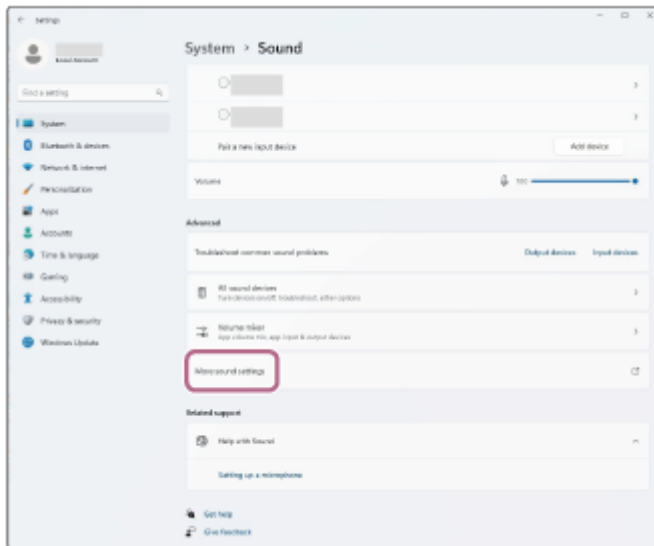 Settings
System > Sound
Local Account
Find a setting
System
Bluetooth & devices
Network & internet
Personalization
Apps
Accounts
Time & language
Gaming
Accessibility
Privacy & security
Windows Update
Pair a new input device
Add device
Volume
100
Advanced
Troubleshoot common sound problems
Output devices
Input devices
All sound devices
Turn devices on/off, troubleshoot, other options
Volume mixer
App volume mix, app input & output devices
More sound settings
Related support
Help with Sound
Setting up a microphone
Get help
Give feedback